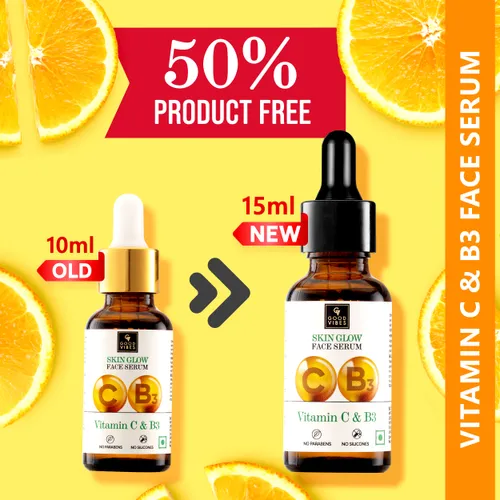 50%
PRODUCT FREE
10ml
OLD
15ml
NEW
GOOD
VIBES
SKIN GLOW
FACE SERUM
C B3
Vitamin C & B3
NO PARABENS
NO SILICONES
GOOD
VIBES
SKIN GLOW
FACE SERUM
C B3
Vitamin C & B3
NO PARABENS
NO SILICONES
VITAMIN C & B3 FACE SERUM